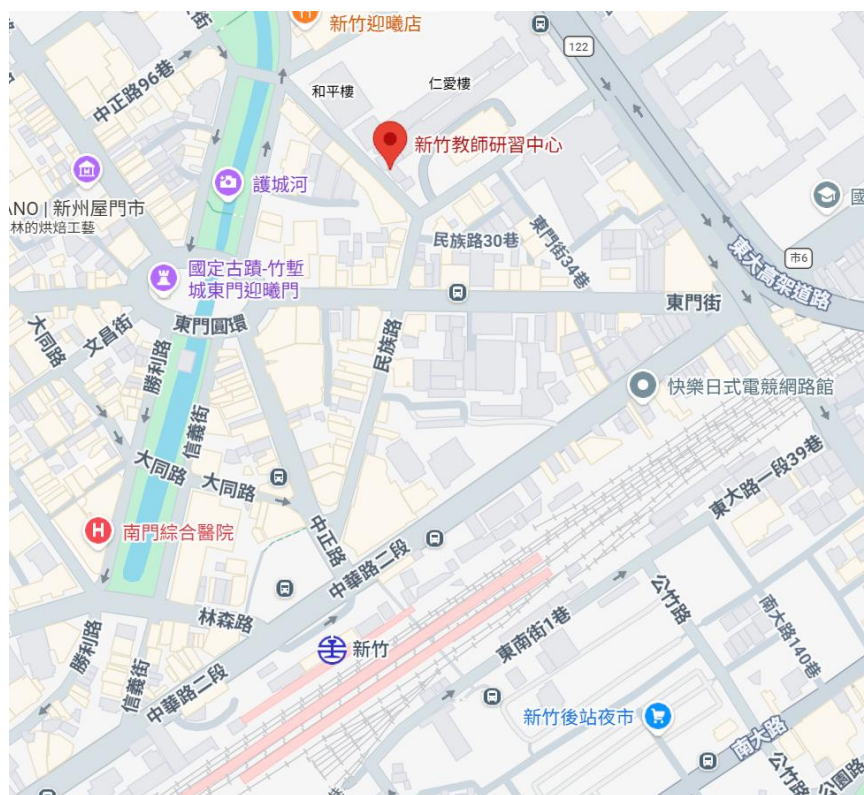 新竹迎曦店
122
中正路96巷
和平樓
仁愛樓
新竹教師研習中心
護城河
ANO | 新州屋門市
林的烘焙工藝
國
民族路30巷
東門街34巷
市6
東大高架道路
國定古蹟-竹塹
城東門迎曦門
東門街
東門圓環
大同路
文昌街
勝利路
民族路
快樂日式電競網路館
信義街
大同路
大同路
東大路一段39巷
南門綜合醫院
中正路
中華路二段
公竹路
南大路140巷
林森路
勝利路
新竹
東南街1巷
信義街
中華路二段
新竹後站夜市
南大路
公竹路
公園路